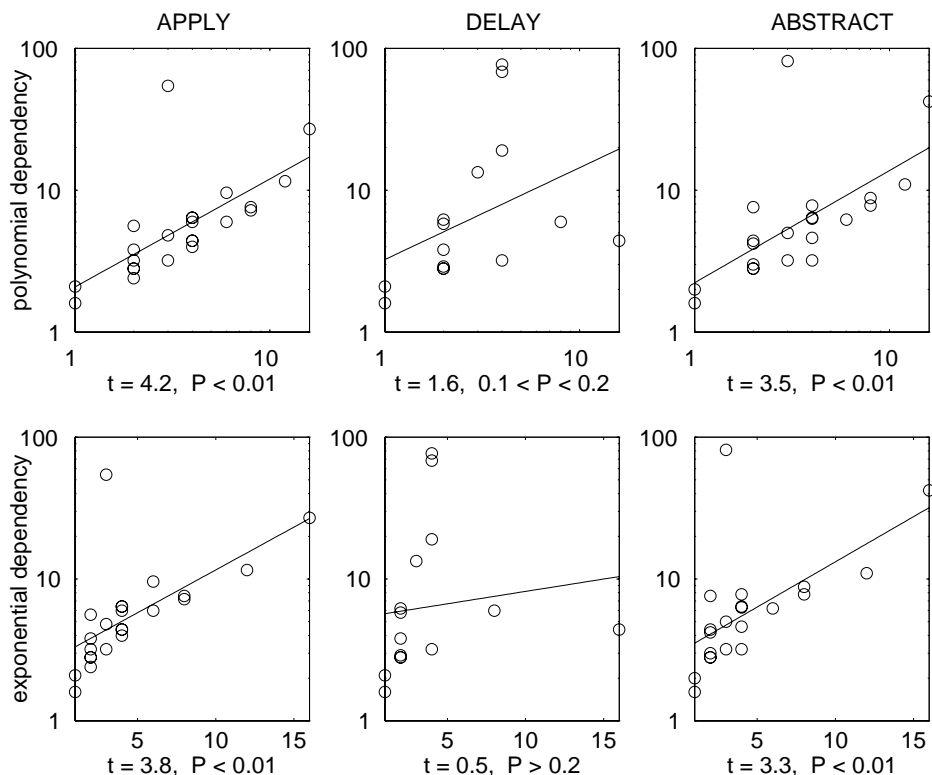 APPLY DELAY ABSTRACT
polynomial dependency
100 100 100
10 10 10
1 1 1
1 10 1 10 1 10
t = 4.2, P < 0.01 t = 1.6, 0.1 < P < 0.2 t = 3.5, P < 0.01
exponential dependency
100 100 100
10 10 10
1 1 1
5 10 15 5 10 15 5 10 15
t = 3.8, P < 0.01 t = 0.5, P > 0.2 t = 3.3, P < 0.01